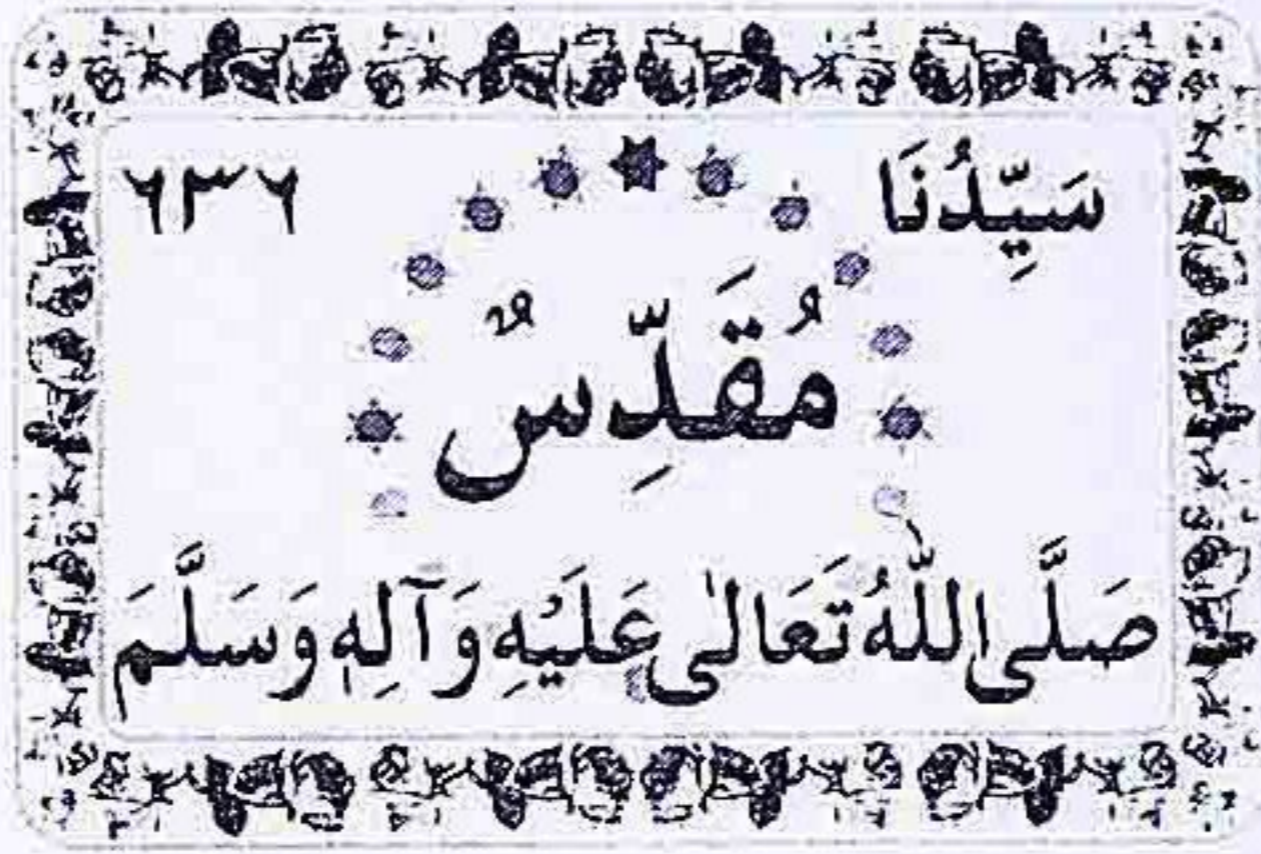 سَيِّدُنَا ٦٣٦
مُقَدِّسٌ
صَلَّى اللّٰهُ تَعَالٰى عَلَيْهِ وَآلِهٖ وَسَلَّمَ